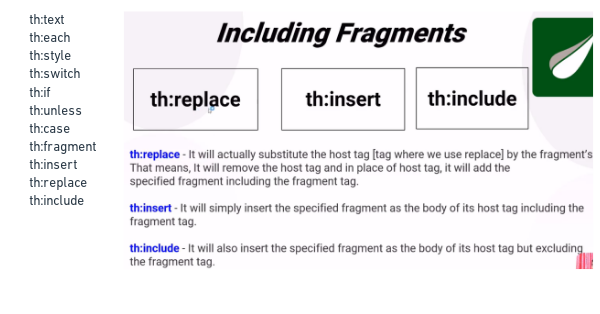 th:text
th:each
th:style
th:switch
th:if
th:unless
th:case
th:fragment
th:insert
th:replace
th:include
Including Fragments
th:replace
th:insert
th:include
th:replace - It will actually substitute the host tag [tag where we use replace] by the fragment's
That means, It will remove the host tag and in place of host tag, it will add the
specified fragment including the fragment tag.
th:insert - It will simply insert the specified fragment as the body of its host tag including the
fragment tag.
th:include - It will also insert the specified fragment as the body of its host tag but excluding
the fragment tag.